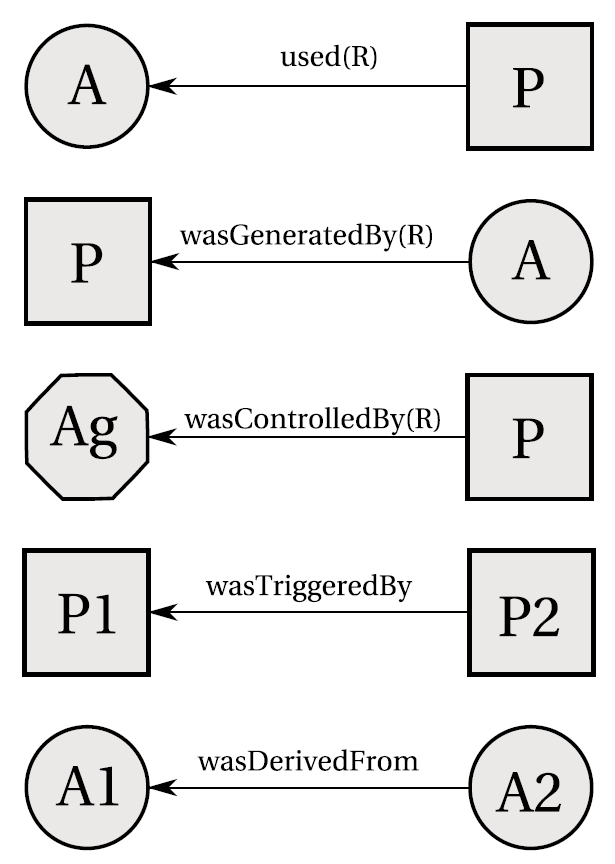 A used(R) P
P wasGeneratedBy(R) A
Ag wasControlledBy(R) P
P1 wasTriggeredBy P2
A1 wasDerivedFrom A2